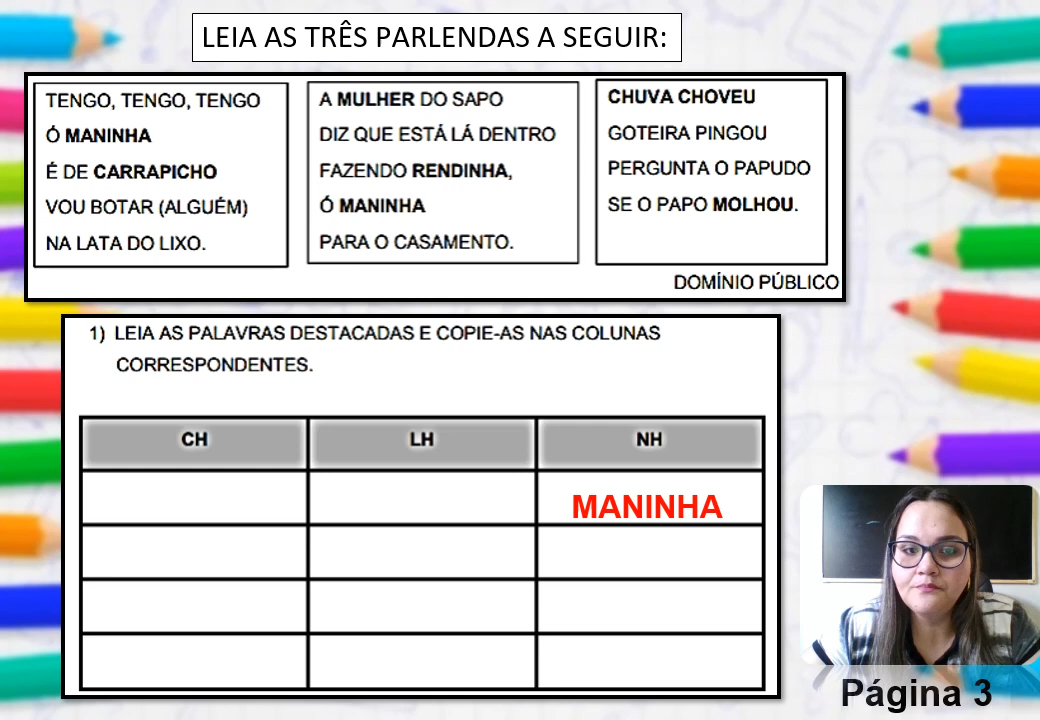 LEIA AS TRÊS PARLENDAS A SEGUIR:
TENGO, TENGO, TENGO
Ó MANINHA
É DE CARRAPICHO
VOU BOTAR (ALGUÉM)
NA LATA DO LIXO.
A MULHER DO SAPO
DIZ QUE ESTÁ LÁ DENTRO
FAZENDO RENDINHA,
Ó MANINHA
PARA O CASAMENTO.
CHUVA CHOVEU
GOTEIRA PINGOU
PERGUNTA O PAPUDO
SE O PAPO MOLHOU.
DOMÍNIO PÚBLICO
1) LEIA AS PALAVRAS DESTACADAS E COPIE-AS NAS COLUNAS
CORRESPONDENTES.
CH LH NH
MANINHA
Página 3